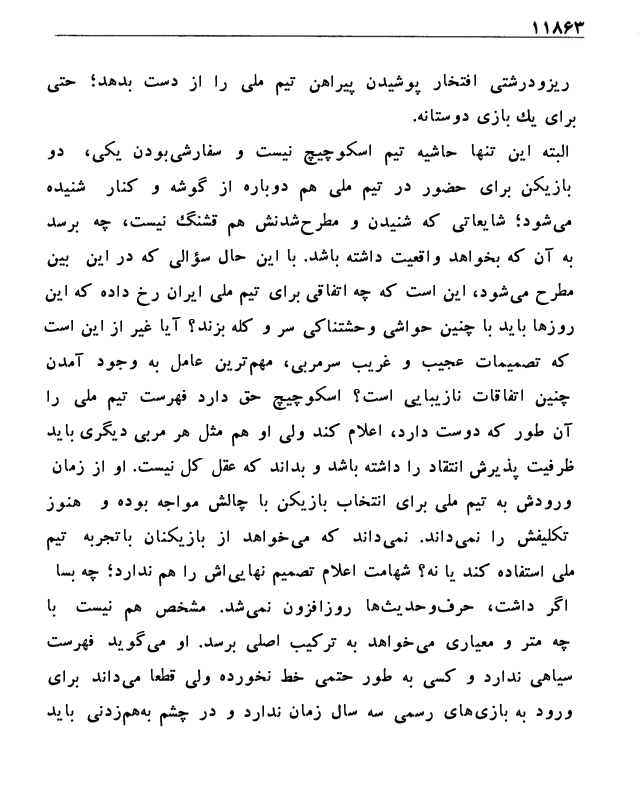 ۱۱۸۶۳
ریزودرشتی افتخار پوشیدن پیراهن تیم ملی را از دست بدهد؛ حتی
برای یك بازی دوستانه.
البته این تنها حاشیه تیم اسکوچیچ نیست و سفارشی‌بودن یکی، دو
بازیکن برای حضور در تیم ملی هم دوباره از گوشه و کنار شنیده
می‌شود؛ شایعاتی که شنیدن و مطرح‌شدنش هم قشنگ نیست، چه برسد
به آن که بخواهد واقعیت داشته باشد. با این حال سؤالی که در این بین
مطرح می‌شود، این است که چه اتفاقی برای تیم ملی ایران رخ داده که این
روزها باید با چنین حواشی وحشتناکی سر و کله بزند؟ آیا غیر از این است
که تصمیمات عجیب و غریب سرمربی، مهم‌ترین عامل به وجود آمدن
چنین اتفاقات نازیبایی است؟ اسکوچیچ حق دارد فهرست تیم ملی را
آن طور که دوست دارد، اعلام کند ولی او هم مثل هر مربی دیگری باید
ظرفیت پذیرش انتقاد را داشته باشد و بداند که عقل کل نیست. او از زمان
ورودش به تیم ملی برای انتخاب بازیکن با چالش مواجه بوده و هنوز
تکلیفش را نمی‌داند. نمی‌داند که می‌خواهد از بازیکنان باتجربه تیم
ملی استفاده کند یا نه؟ شهامت اعلام تصمیم نهایی‌اش را هم ندارد؛ چه بسا
اگر داشت، حرف‌وحدیث‌ها روزافزون نمی‌شد. مشخص هم نیست با
چه متر و معیاری می‌خواهد به ترکیب اصلی برسد. او می‌گوید فهرست
سیاهی ندارد و کسی به طور حتمی خط نخورده ولی قطعا می‌داند برای
ورود به بازی‌های رسمی سه سال زمان ندارد و در چشم به‌هم‌زدنی باید